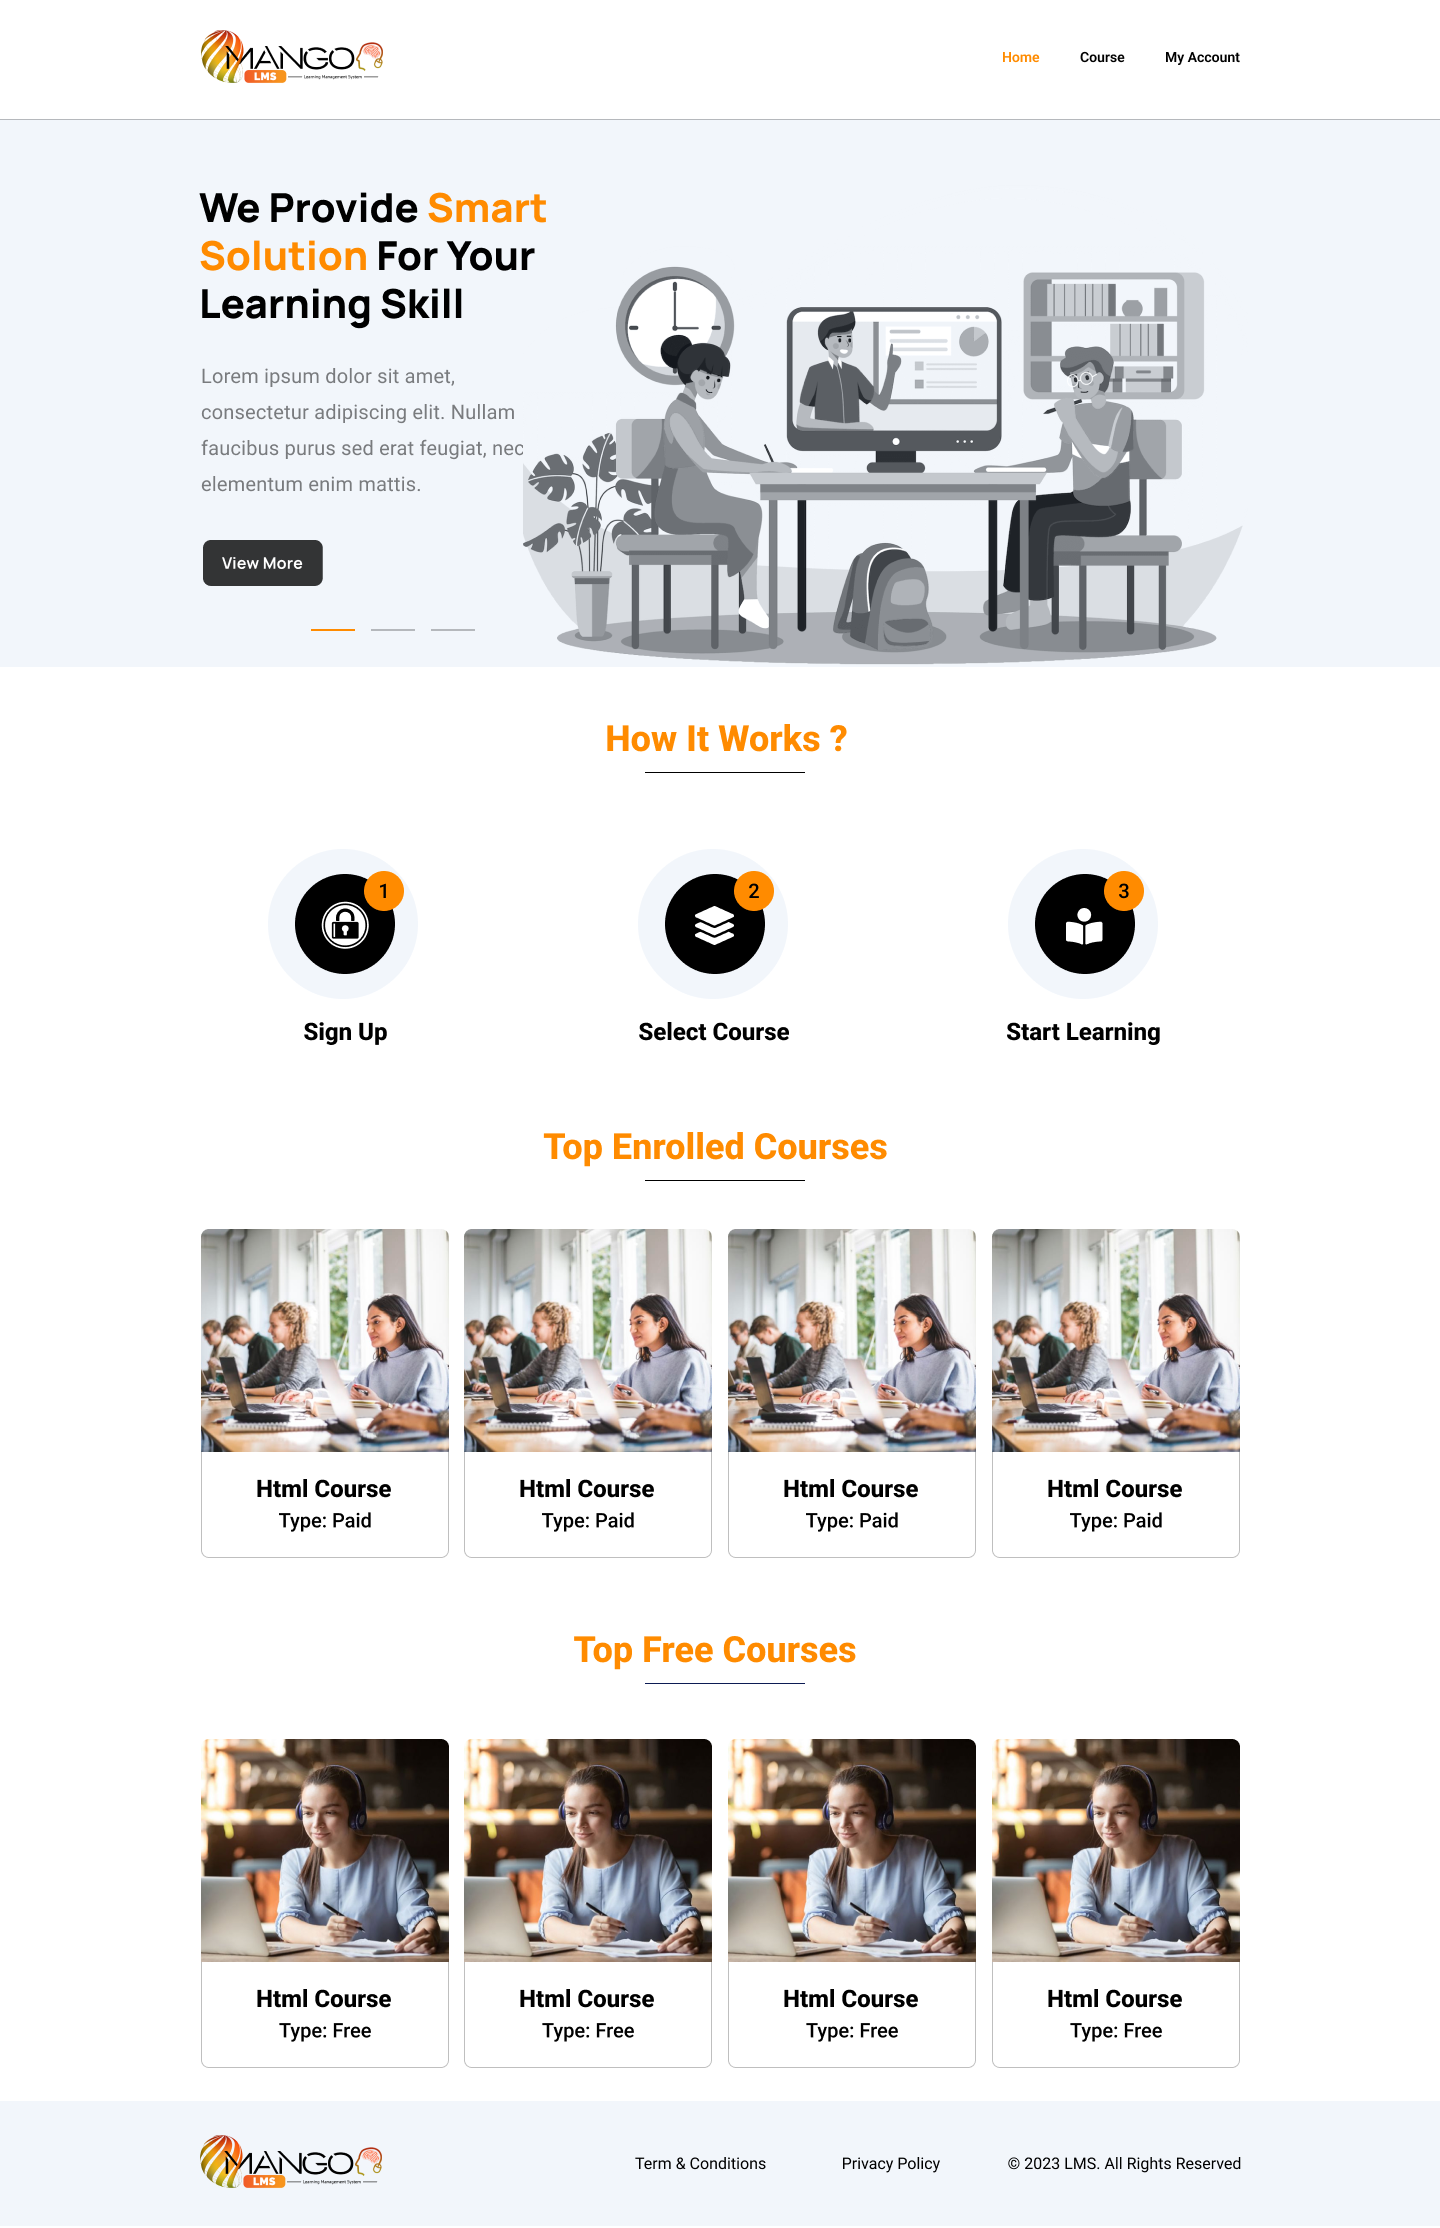 MANGO
LMS
Learning Management System
Home
Course
My Account
We Provide Smart
Solution For Your
Learning Skill
Lorem ipsum dolor sit amet,
consectetur adipiscing elit. Nullam
faucibus purus sed erat feugiat, nec
elementum enim mattis.
View More
How It Works ?
1
2
3
Sign Up
Select Course
Start Learning
Top Enrolled Courses
Html Course
Type: Paid
Html Course
Type: Paid
Html Course
Type: Paid
Html Course
Type: Paid
Top Free Courses
Html Course
Type: Free
Html Course
Type: Free
Html Course
Type: Free
Html Course
Type: Free
MANGO
LMS
Learning Management System
Term & Conditions
Privacy Policy
© 2023 LMS. All Rights Reserved